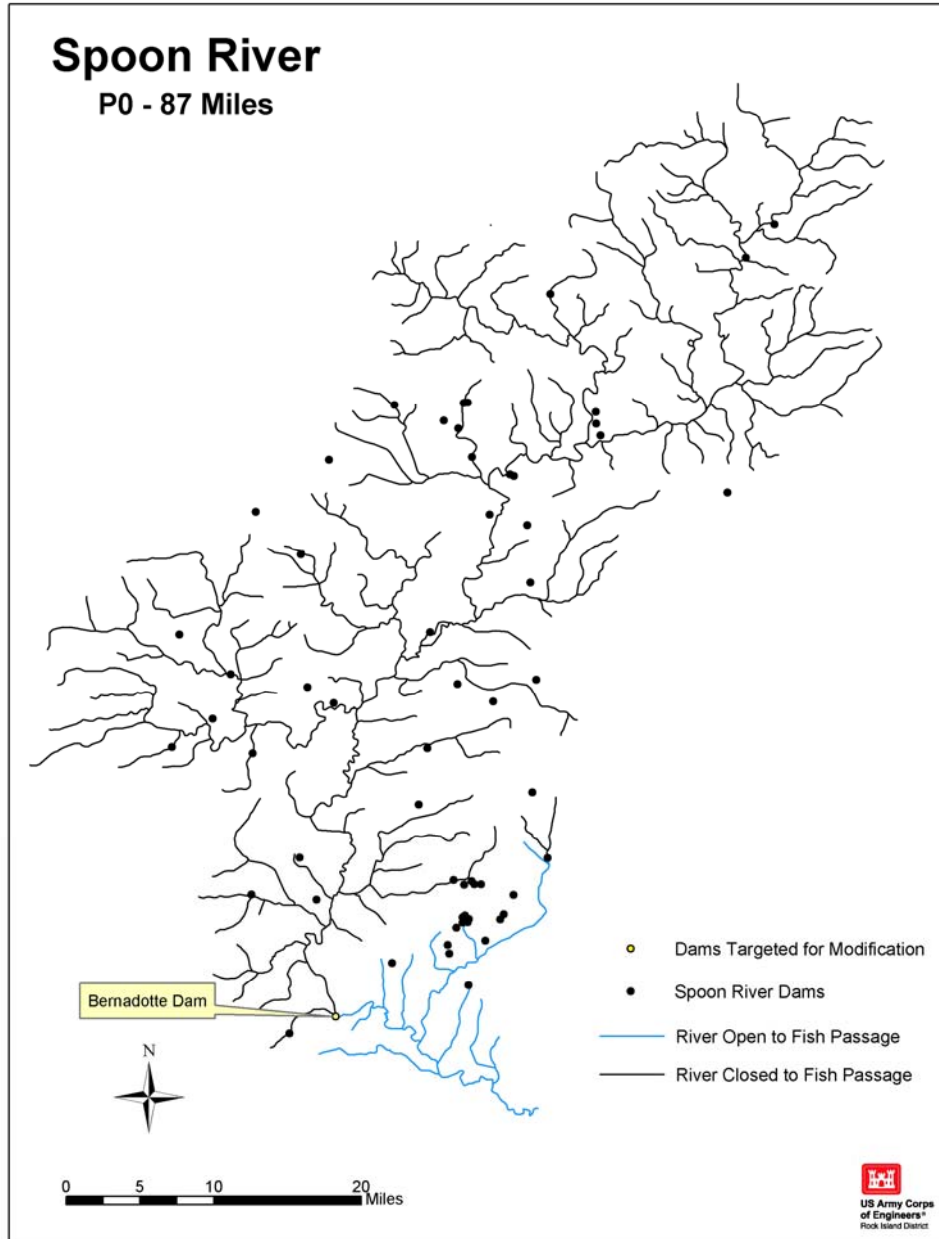 Spoon River
P0 - 87 Miles
Dams Targeted for Modification
Spoon River Dams
Bernadotte Dam
River Open to Fish Passage
River Closed to Fish Passage
N
0 5 10 20
Miles
US Army Corps
of Engineers®
Rock Island District